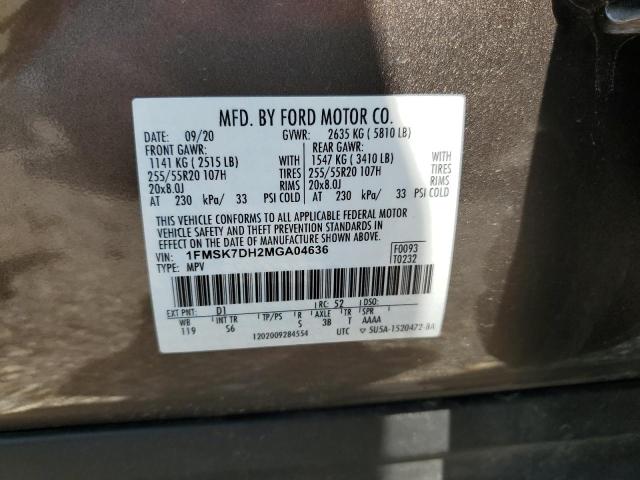 MFD. BY FORD MOTOR CO.
DATE: 09/20 GVWR: 2635 KG ( 5810 LB)
FRONT GAWR: REAR GAWR:
1141 KG ( 2515 LB) WITH 1547 KG ( 3410 LB) WITH
255/55R20 107H TIRES 255/55R20 107H TIRES
20x8.0J RIMS 20x8.0J RIMS
AT 230 kPa/ 33 PSI COLD AT 230 kPa/ 33 PSI COLD
THIS VEHICLE CONFORMS TO ALL APPLICABLE FEDERAL MOTOR
VEHICLE SAFETY AND THEFT PREVENTION STANDARDS IN
EFFECT ON THE DATE OF MANUFACTURE SHOWN ABOVE.
VIN: 1FMSK7DH2MGA04636 F0093
TYPE: MPV T0232
EXT PNT: D1 RC: 52 DSO:
WB INT TR TP/PS R AXLE TR SPR
119 S6 S 3B T AAAA
1202009284554 UTC 5U5A-1520472-BA